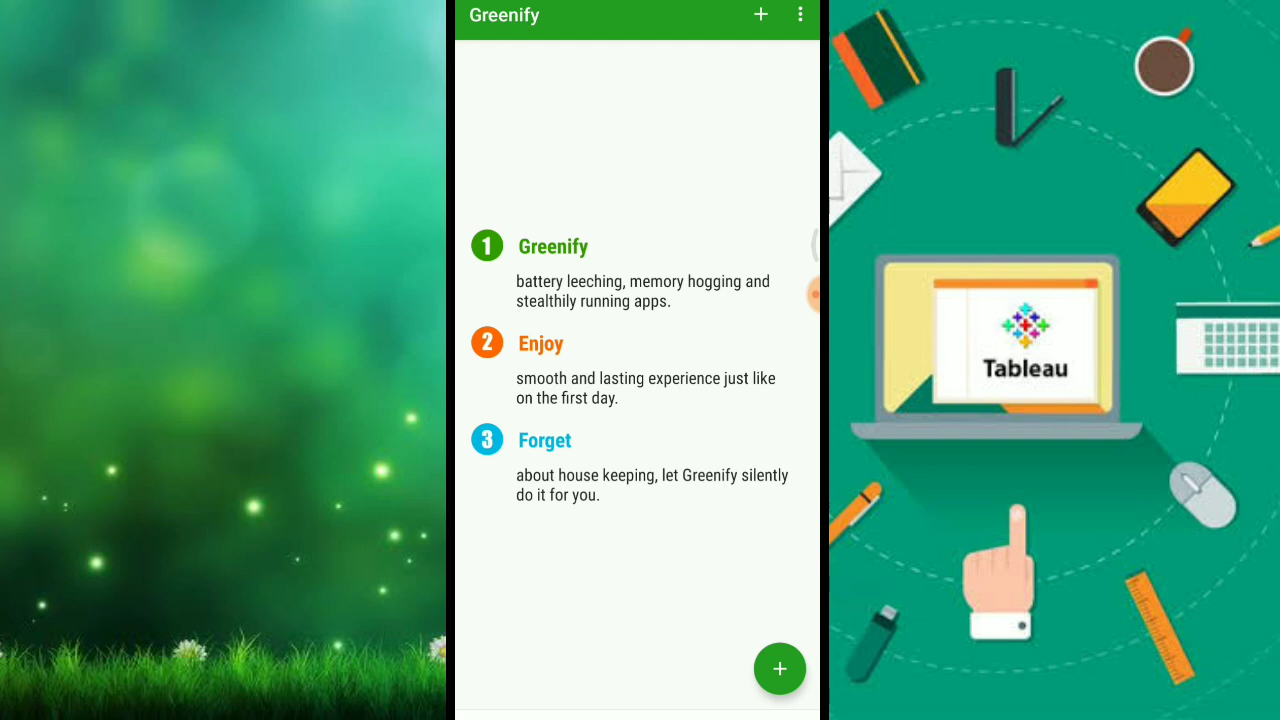 Greenify
1 Greenify
battery leeching, memory hogging and
stealthily running apps.
2 Enjoy
smooth and lasting experience just like
on the first day.
3 Forget
about house keeping, let Greenify silently
do it for you.
Tableau